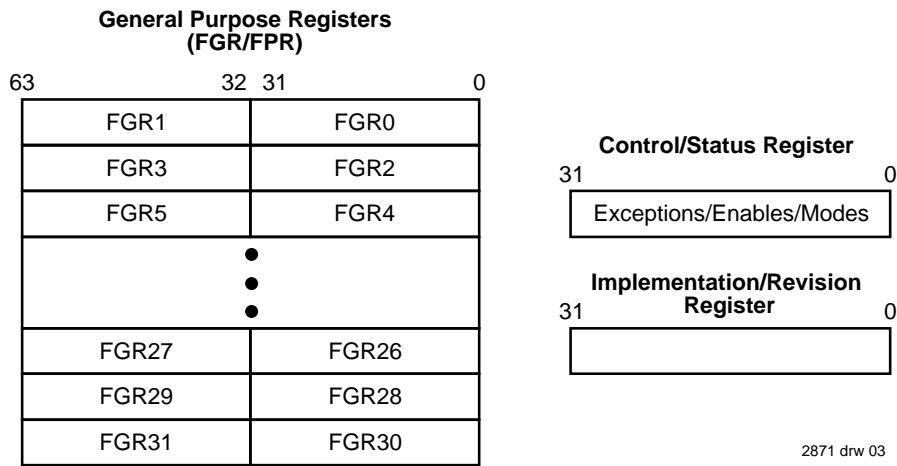 General Purpose Registers
(FGR/FPR)
63 32 31 0
FGR1 FGR0
FGR3 FGR2
FGR5 FGR4
FGR27 FGR26
FGR29 FGR28
FGR31 FGR30
Control/Status Register
31 0
Exceptions/Enables/Modes
Implementation/Revision
Register
31 0
2871 drw 03